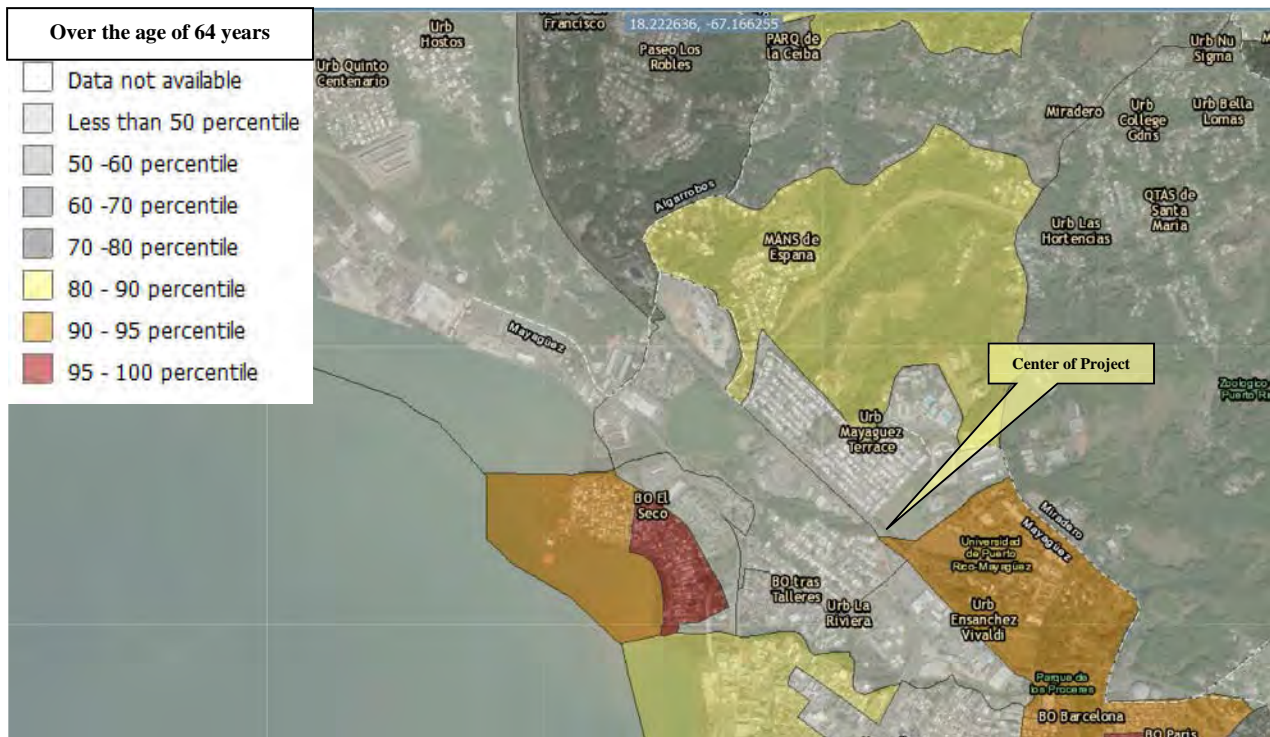 Over the age of 64 years
Data not available
Less than 50 percentile
50 -60 percentile
60 -70 percentile
70 -80 percentile
80 - 90 percentile
90 - 95 percentile
95 - 100 percentile
18.222636, -67.166255
Francisco
Urb
Hostos
Urb Quinto
Centenario
Paseo Los
Robles
PARQ de
la Ceiba
Urb Nu
Sigma
Miradero
Urb
College
Gdns
Urb Bella
Lomas
Algarrobos
MANS de
Espana
Urb Las
Hortencias
QTAS de
Santa
Maria
Mayagüez
Center of Project
Zoologico
Puerto Ri
Urb
Mayaguez
Terrace
BO El
Seco
Miradero
Mayagüez
Universidad
de Puerto
Rico-Mayagüez
BO tras
Talleres
Urb La
Riviera
Urb
Ensanchez
Vivaldi
Parque de
los Proceres
BO Barcelona
BO Paris